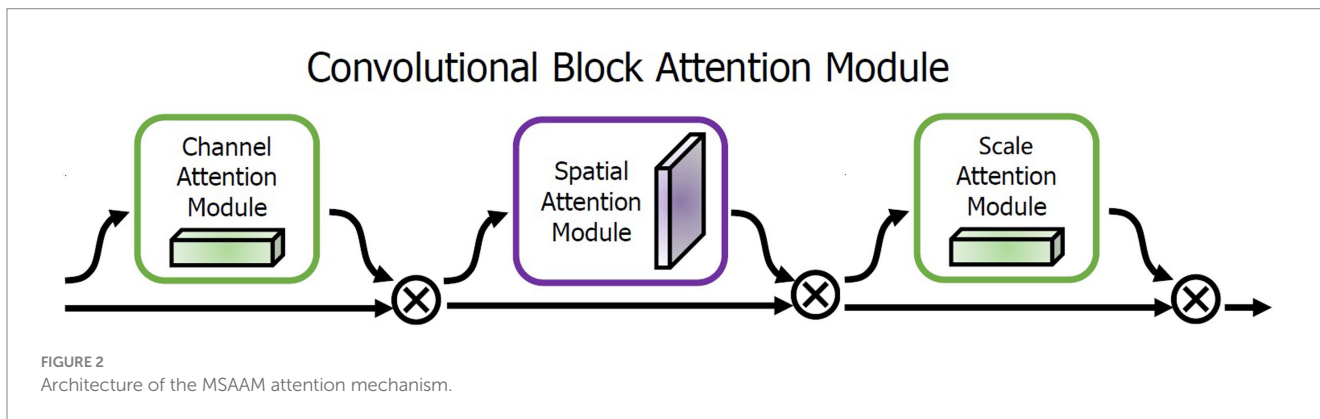 Convolutional Block Attention Module
Channel
Attention
Module
Spatial
Attention
Module
Scale
Attention
Module
FIGURE 2
Architecture of the MSAAM attention mechanism.